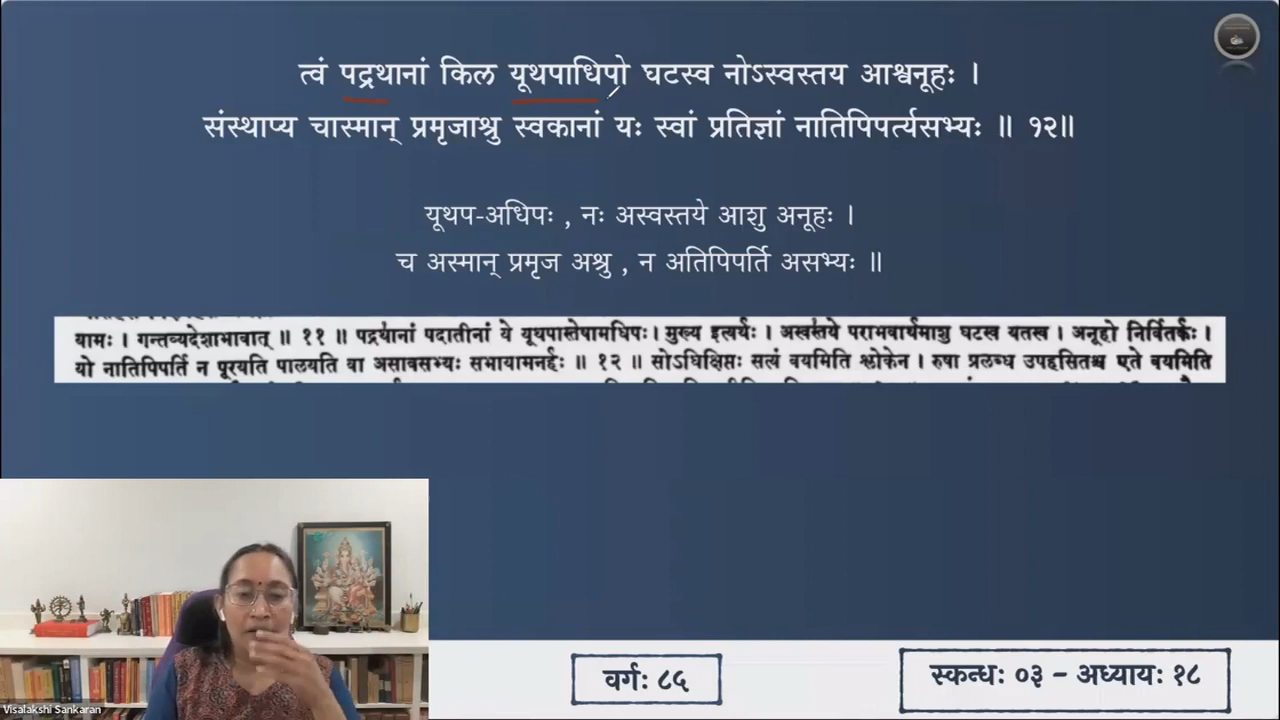 त्वं पद्रथानां किल यूथपाधिपो घटस्व नोऽस्वस्तय आश्वनूहः ।
संस्थाप्य चास्मान् प्रमृजाश्रु स्वकानां यः स्वां प्रतिज्ञां नातिपिपर्त्यसभ्यः ॥ १२॥
यूथप-अधिपः , नः अस्वस्तये आशु अनूहः ।
च अस्मान् प्रमृज अश्रु , न अतिपिपर्ति असभ्यः ॥
यामः । गन्तव्यदेशाभावात् ॥ ११ ॥ पद्रथानां पदातीनां ये यूथपास्तेषामधिपः । मुख्य इत्यर्थः । अस्वस्तये पराभवार्थमाशु घटस्व यतस्व । अनूहो निर्वितर्कः ।
यो नातिपिपर्ति न पूरयति पालयति वा असावसभ्यः सभायामनर्हः ॥ १२ ॥ सोऽधिक्षिप्तः सत्यं वयमिति श्लोकेन । रुषा प्रलब्ध उपहसितश्च एते वयमिति
Visalakshi Sankaran
वर्गः ८५
स्कन्धः ०३ – अध्यायः १८